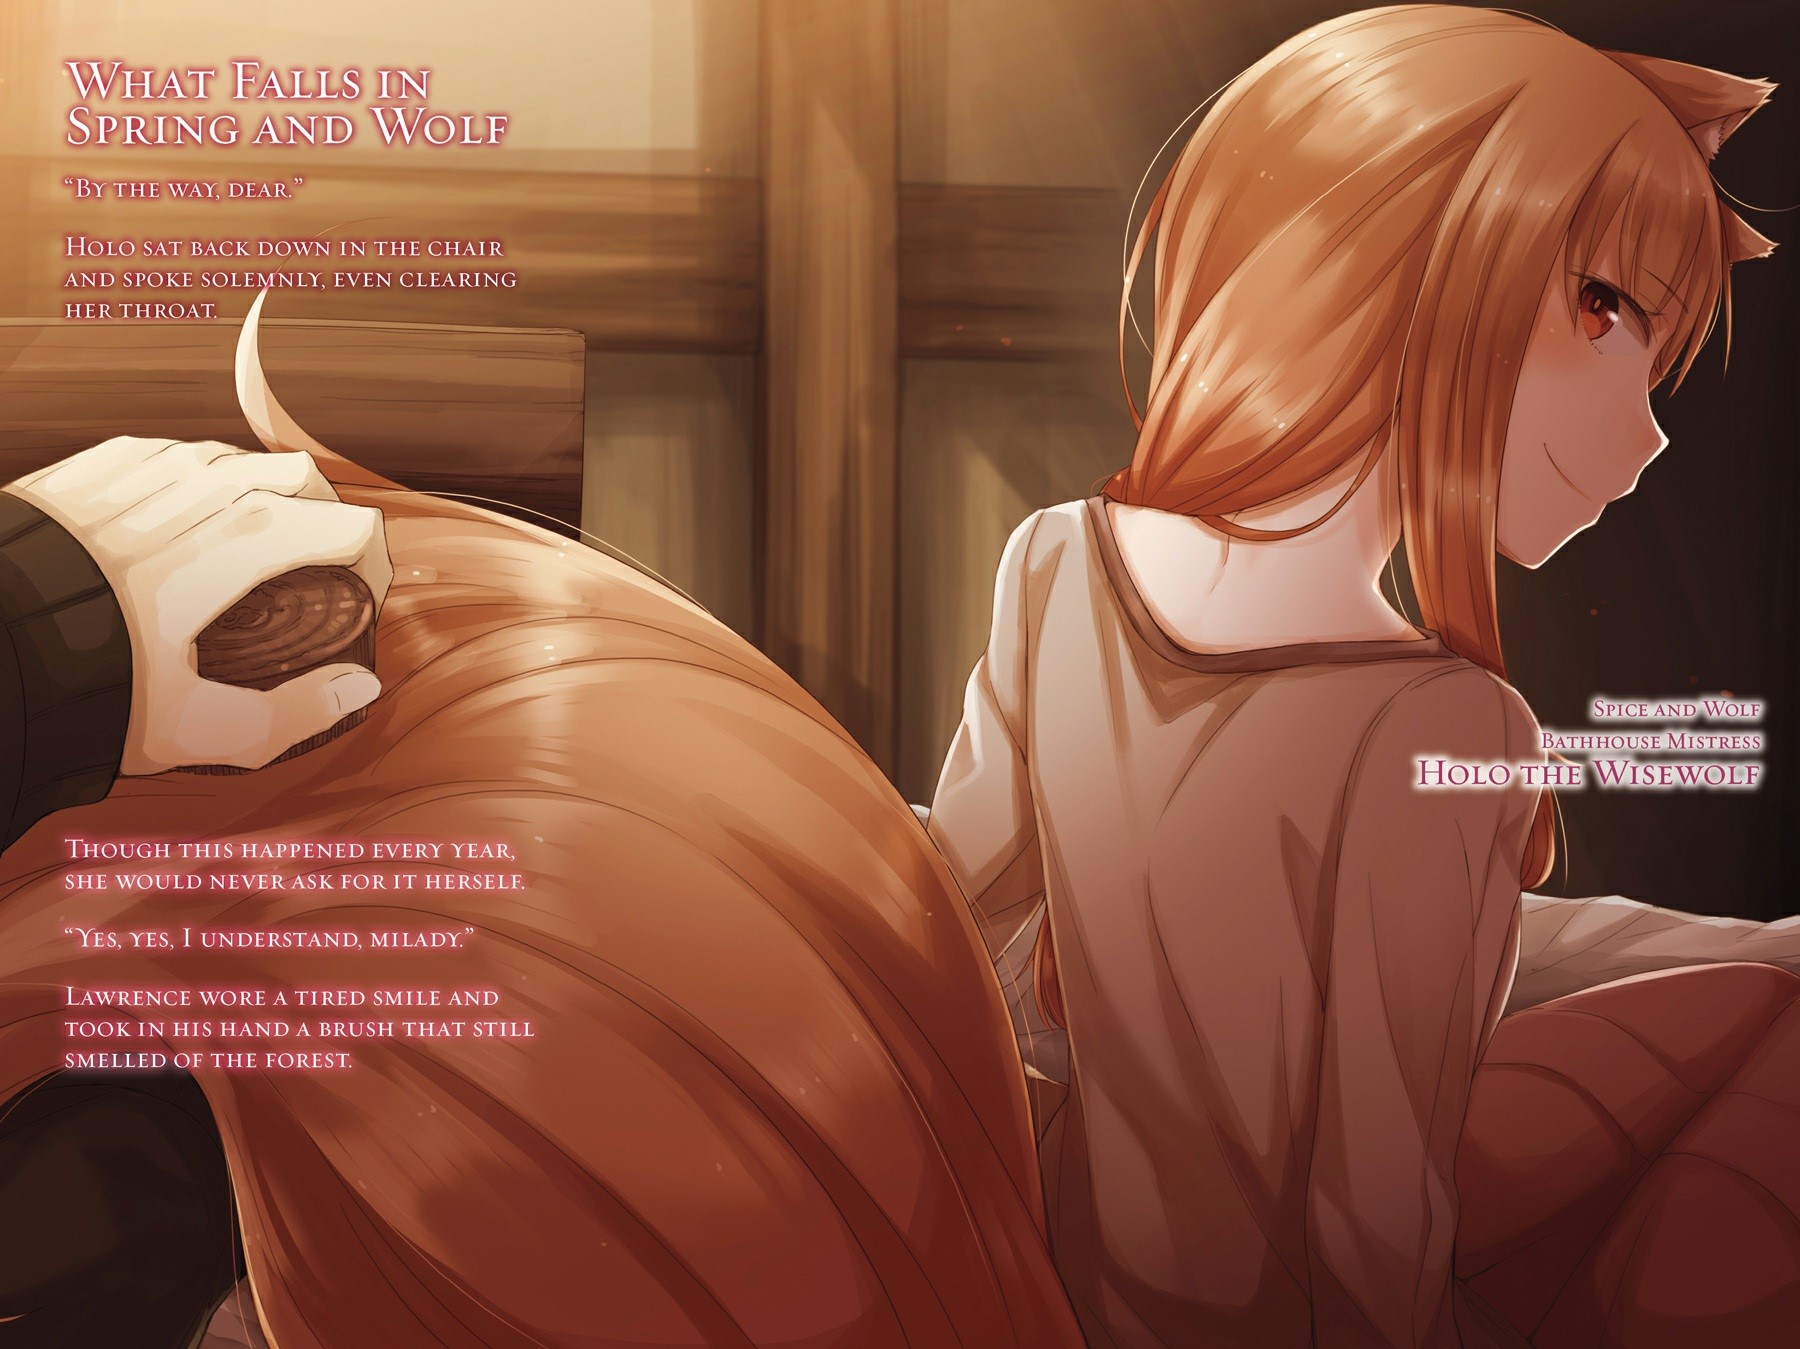 What Falls in
Spring and Wolf
“By the way, dear.”
Holo sat back down in the chair
and spoke solemnly, even clearing
her throat.
Spice and Wolf
Bathhouse Mistress
Holo the Wisewolf
Though this happened every year,
she would never ask for it herself.
“Yes, yes, I understand, milady.”
Lawrence wore a tired smile and
took in his hand a brush that still
smelled of the forest.